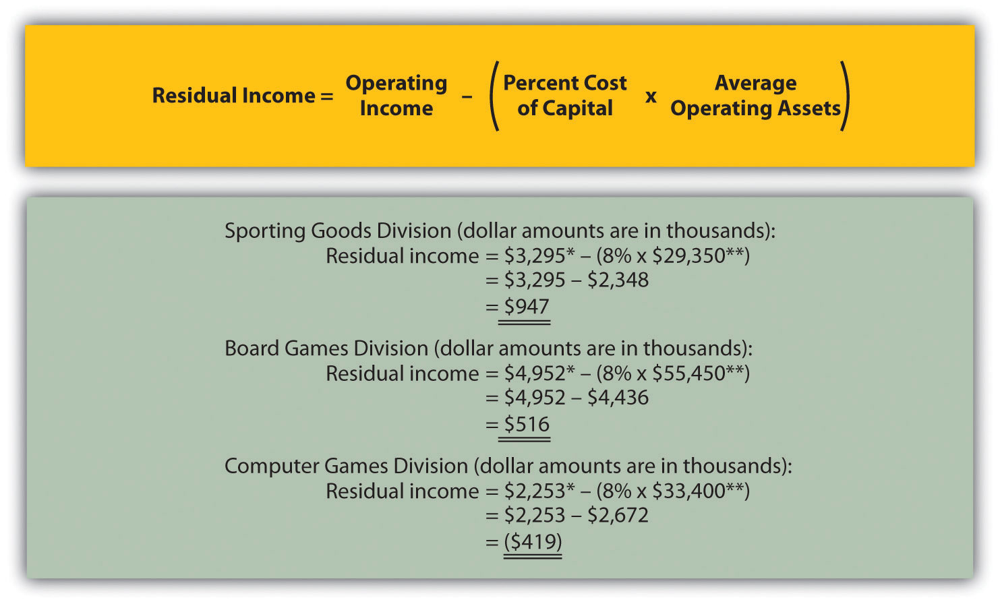 Residual Income = Operating Income – (Percent Cost of Capital x Average Operating Assets)
Sporting Goods Division (dollar amounts are in thousands):
Residual income = $3,295* – (8% x $29,350**)
= $3,295 – $2,348
= $947
Board Games Division (dollar amounts are in thousands):
Residual income = $4,952* – (8% x $55,450**)
= $4,952 – $4,436
= $516
Computer Games Division (dollar amounts are in thousands):
Residual income = $2,253* – (8% x $33,400**)
= $2,253 – $2,672
= ($419)